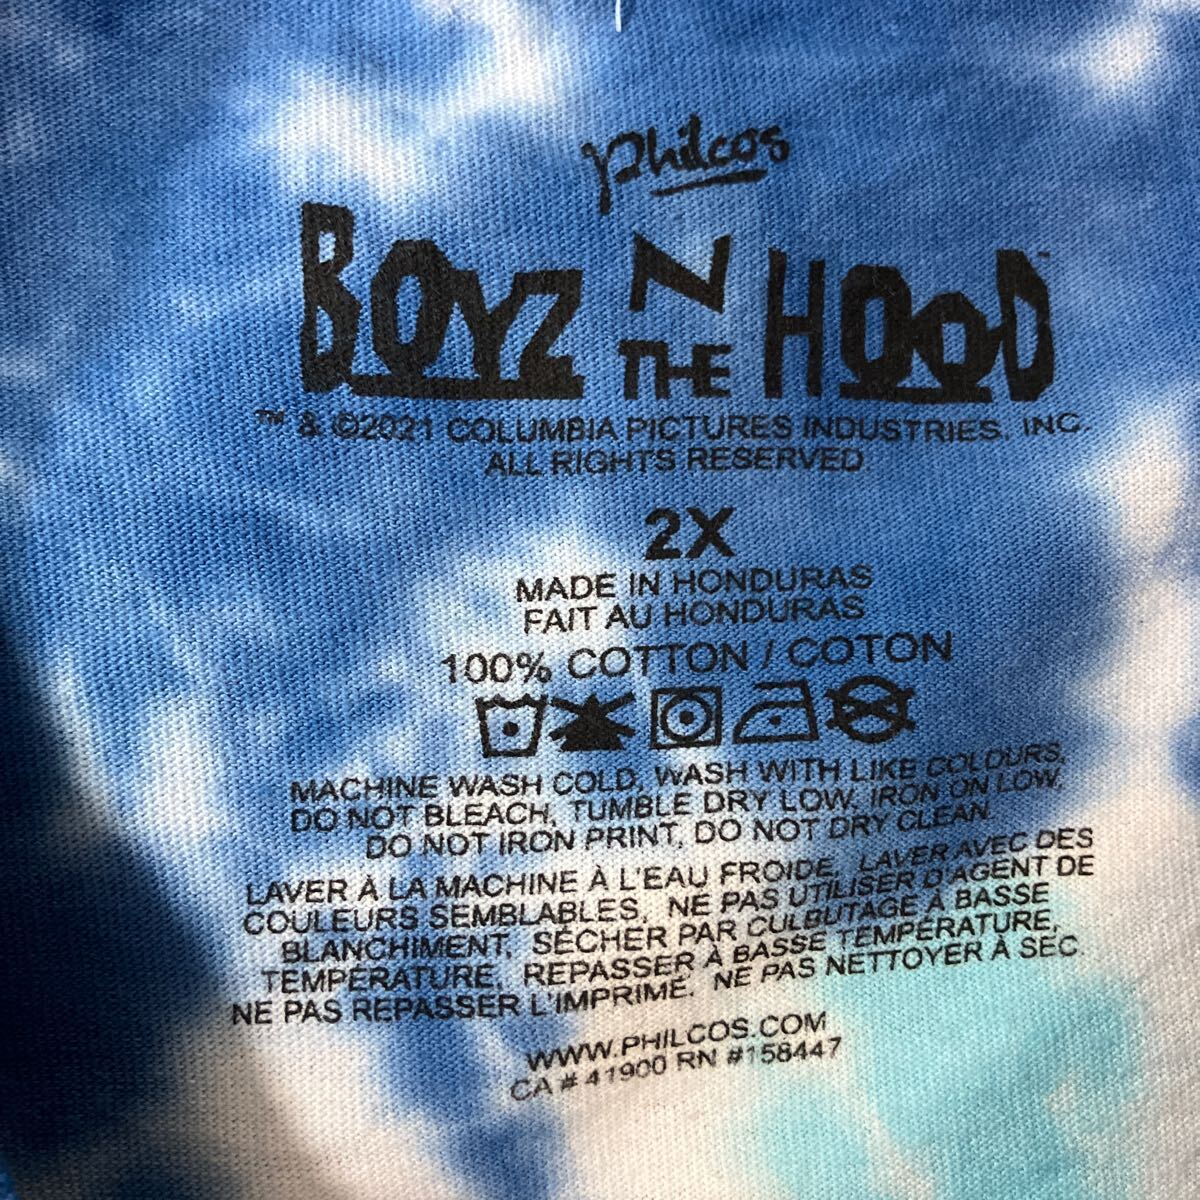 Philcos
BOYZ N THE HOOD™
™ & ©2021 COLUMBIA PICTURES INDUSTRIES, INC.
ALL RIGHTS RESERVED.
2X
MADE IN HONDURAS
FAIT AU HONDURAS
100% COTTON / COTON
MACHINE WASH COLD, WASH WITH LIKE COLOURS,
DO NOT BLEACH, TUMBLE DRY LOW, IRON ON LOW,
DO NOT IRON PRINT, DO NOT DRY CLEAN.
LAVER À LA MACHINE À L'EAU FROIDE, LAVER AVEC DES
COULEURS SEMBLABLES, NE PAS UTILISER D'AGENT DE
BLANCHIMENT, SÉCHER PAR CULBUTAGE À BASSE
TEMPÉRATURE, REPASSER À BASSE TEMPÉRATURE,
NE PAS REPASSER L'IMPRIMÉ. NE PAS NETTOYER À SEC.
WWW.PHILCOS.COM
CA # 41900 RN #158447